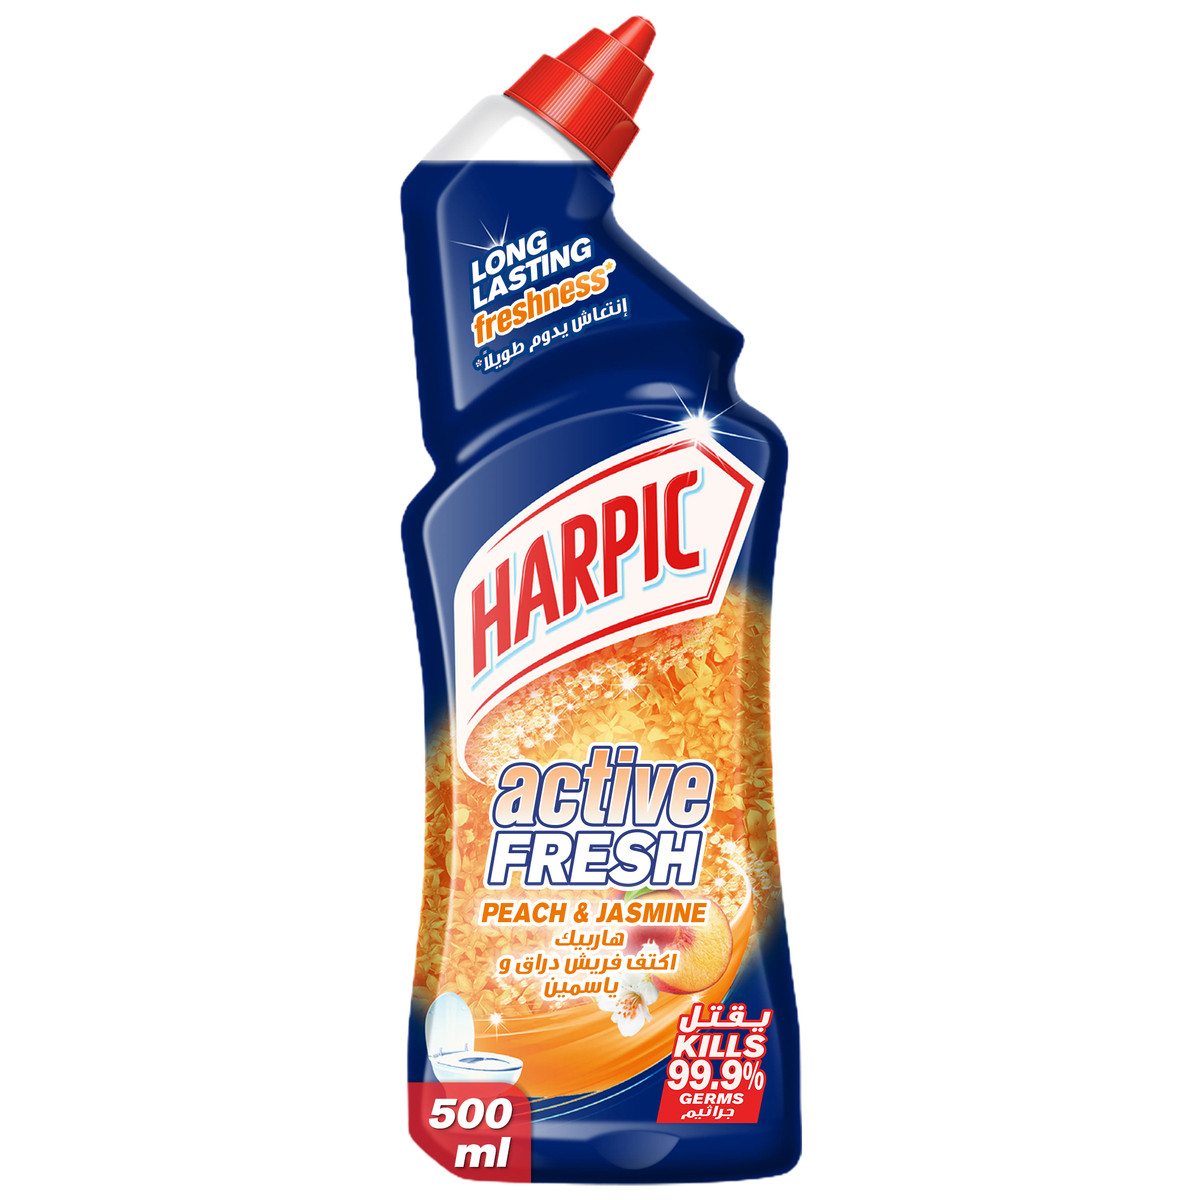 LONG
LASTING
freshness*
إنتعاش يدوم طويلاً*
HARPIC
active
FRESH
PEACH & JASMINE
هاربيك
اكتف فريش دراق و
ياسمين
يقتل
KILLS
99.9%
GERMS
جراثيم
500
ml